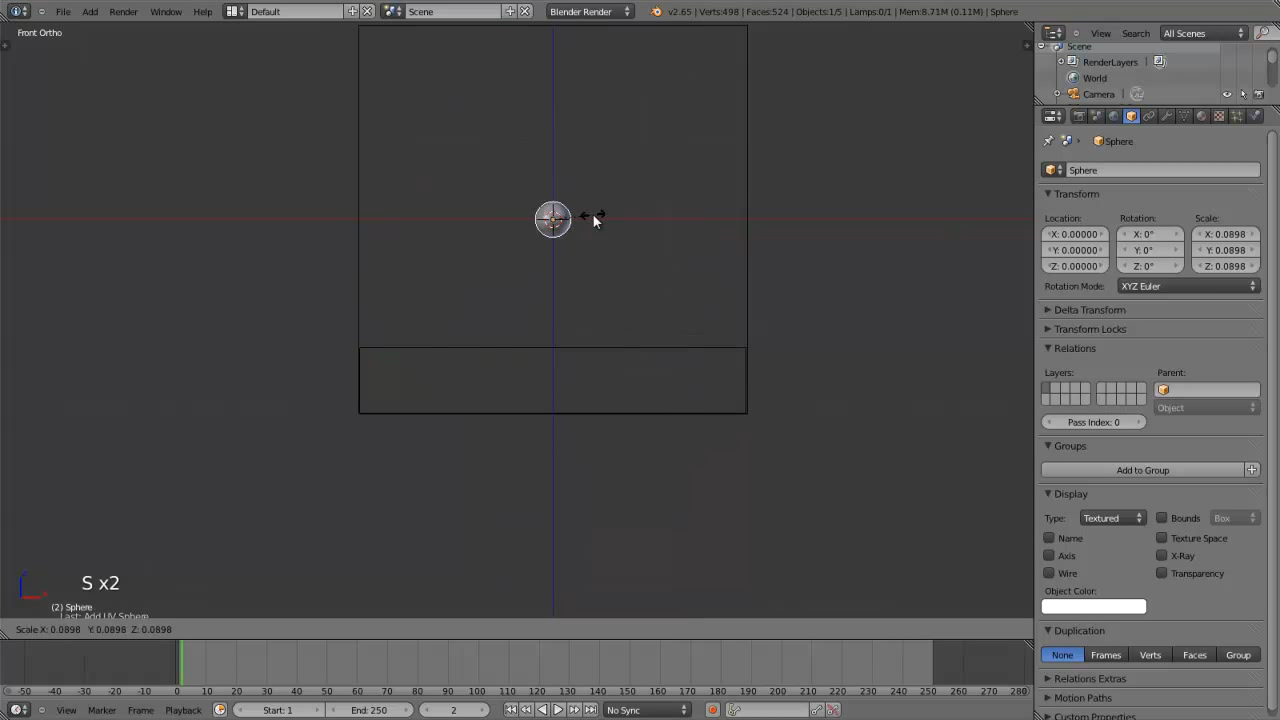 File Add Render Window Help Default Scene Blender Render v2.65 | Verts:498 | Faces:524 | Objects:1/5 | Lamps:0/1 | Mem:8.71M (0.11M) | Sphere
Front Ortho
View Search All Scenes
Scene
RenderLayers
World
Camera
Sphere
Sphere
Transform
Location: Rotation: Scale:
X: 0.00000 X: 0° X: 0.0898
Y: 0.00000 Y: 0° Y: 0.0898
Z: 0.00000 Z: 0° Z: 0.0898
Rotation Mode: XYZ Euler
Delta Transform
Transform Locks
Relations
Layers: Parent:
Object
Pass Index: 0
Groups
Add to Group
Display
Type: Textured Bounds Box
Name Texture Space
Axis X-Ray
Wire Transparency
Object Color:
Duplication
None Frames Verts Faces Group
Relations Extras
Motion Paths
Custom Properties
S x2
(2) Sphere
Last: Add UV Sphere
Scale X: 0.0898 Y: 0.0898 Z: 0.0898
-50 -40 -30 -20 -10 0 10 20 30 40 50 60 70 80 90 100 110 120 130 140 150 160 170 180 190 200 210 220 230 240 250 260 270 280
View Marker Frame Playback Start: 1 End: 250 2 No Sync